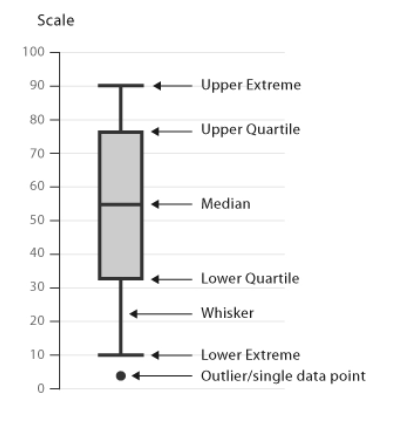 Scale
100
90
Upper Extreme
80
Upper Quartile
70
60
Median
50
40
Lower Quartile
30
Whisker
20
10
Lower Extreme
Outlier/single data point
0